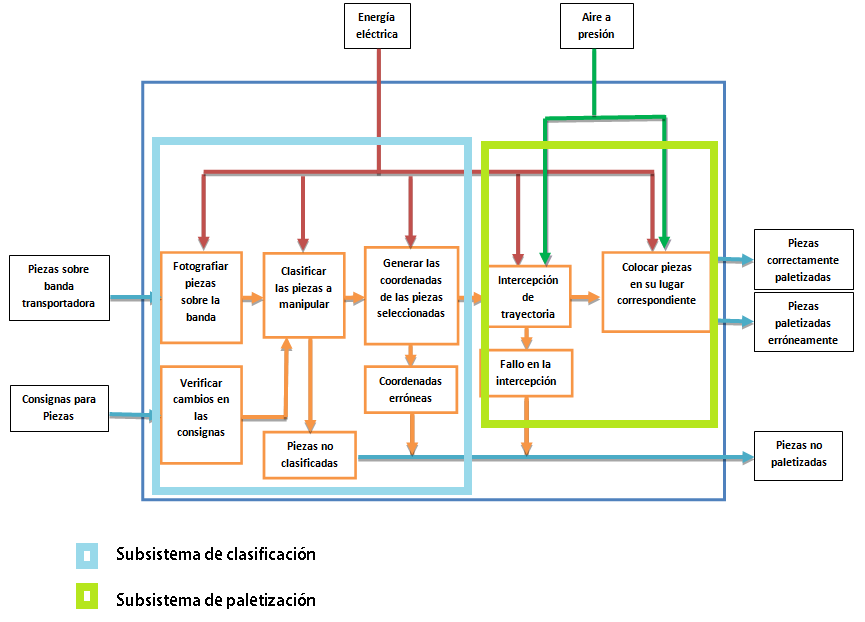 Energía
eléctrica
Aire a
presión
Piezas sobre
banda
transportadora
Fotografiar
piezas
sobre la
banda
Clasificar
las piezas a
manipular
Generar las
coordenadas
de las piezas
seleccionadas
Intercepción
de
trayectoria
Colocar piezas
en su lugar
correspondiente
Piezas
correctamente
paletizadas
Piezas
paletizadas
erróneamente
Consignas para
Piezas
Verificar
cambios en
las
consignas
Coordenadas
erróneas
Fallo en la
intercepción
Piezas no
clasificadas
Piezas no
paletizadas
Subsistema de clasificación
Subsistema de paletización